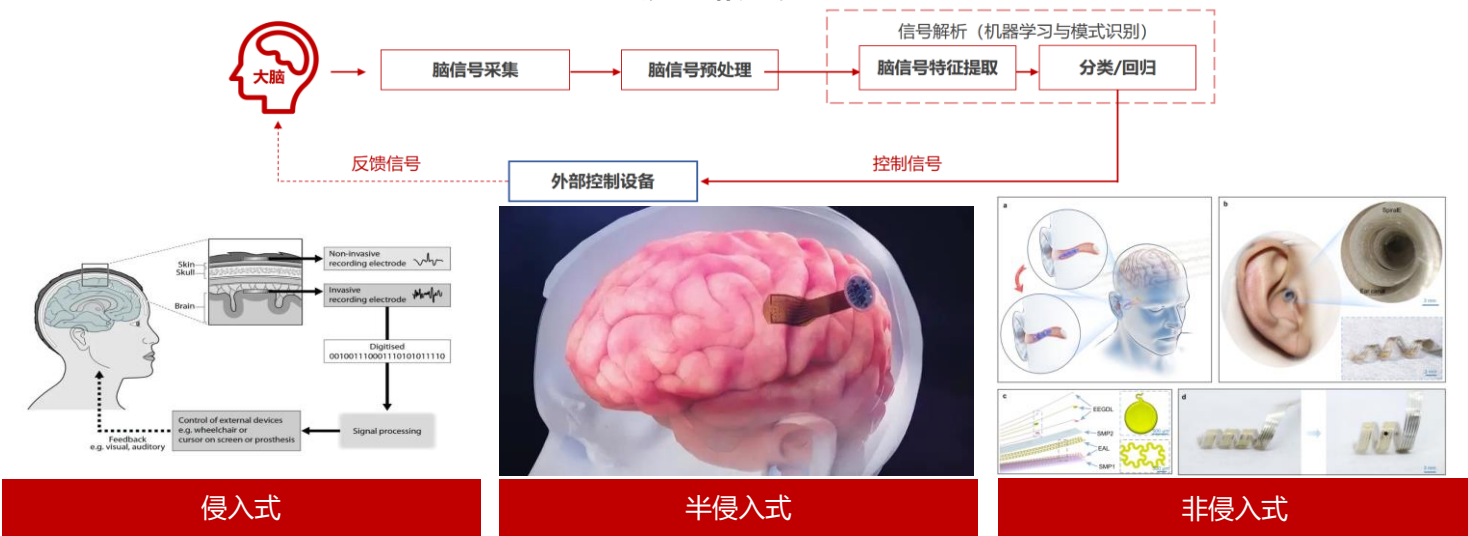 信号解析（机器学习与模式识别）
大脑
脑信号采集
脑信号预处理
脑信号特征提取
分类/回归
反馈信号
控制信号
外部控制设备
Skin
Skull
Brain
Non-invasive
recording electrode
Invasive
recording electrode
Digitised
001001110001110101011110
Signal processing
Control of external devices
e.g. wheelchair or
cursor on screen or prosthesis
Feedback
e.g. visual, auditory
a
b
SpiralE
Ear canal
c
EEGDL
SMP2
EAL
SMP1
d
侵入式
半侵入式
非侵入式